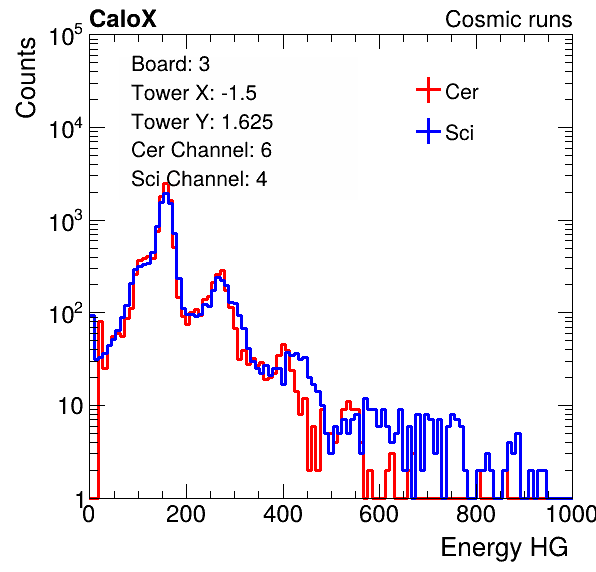 CaloX Cosmic runs
Counts
Board: 3
Tower X: -1.5
Tower Y: 1.625
Cer Channel: 6
Sci Channel: 4
Cer
Sci
10^5
10^4
10^3
10^2
10
1
0 200 400 600 800 1000
Energy HG